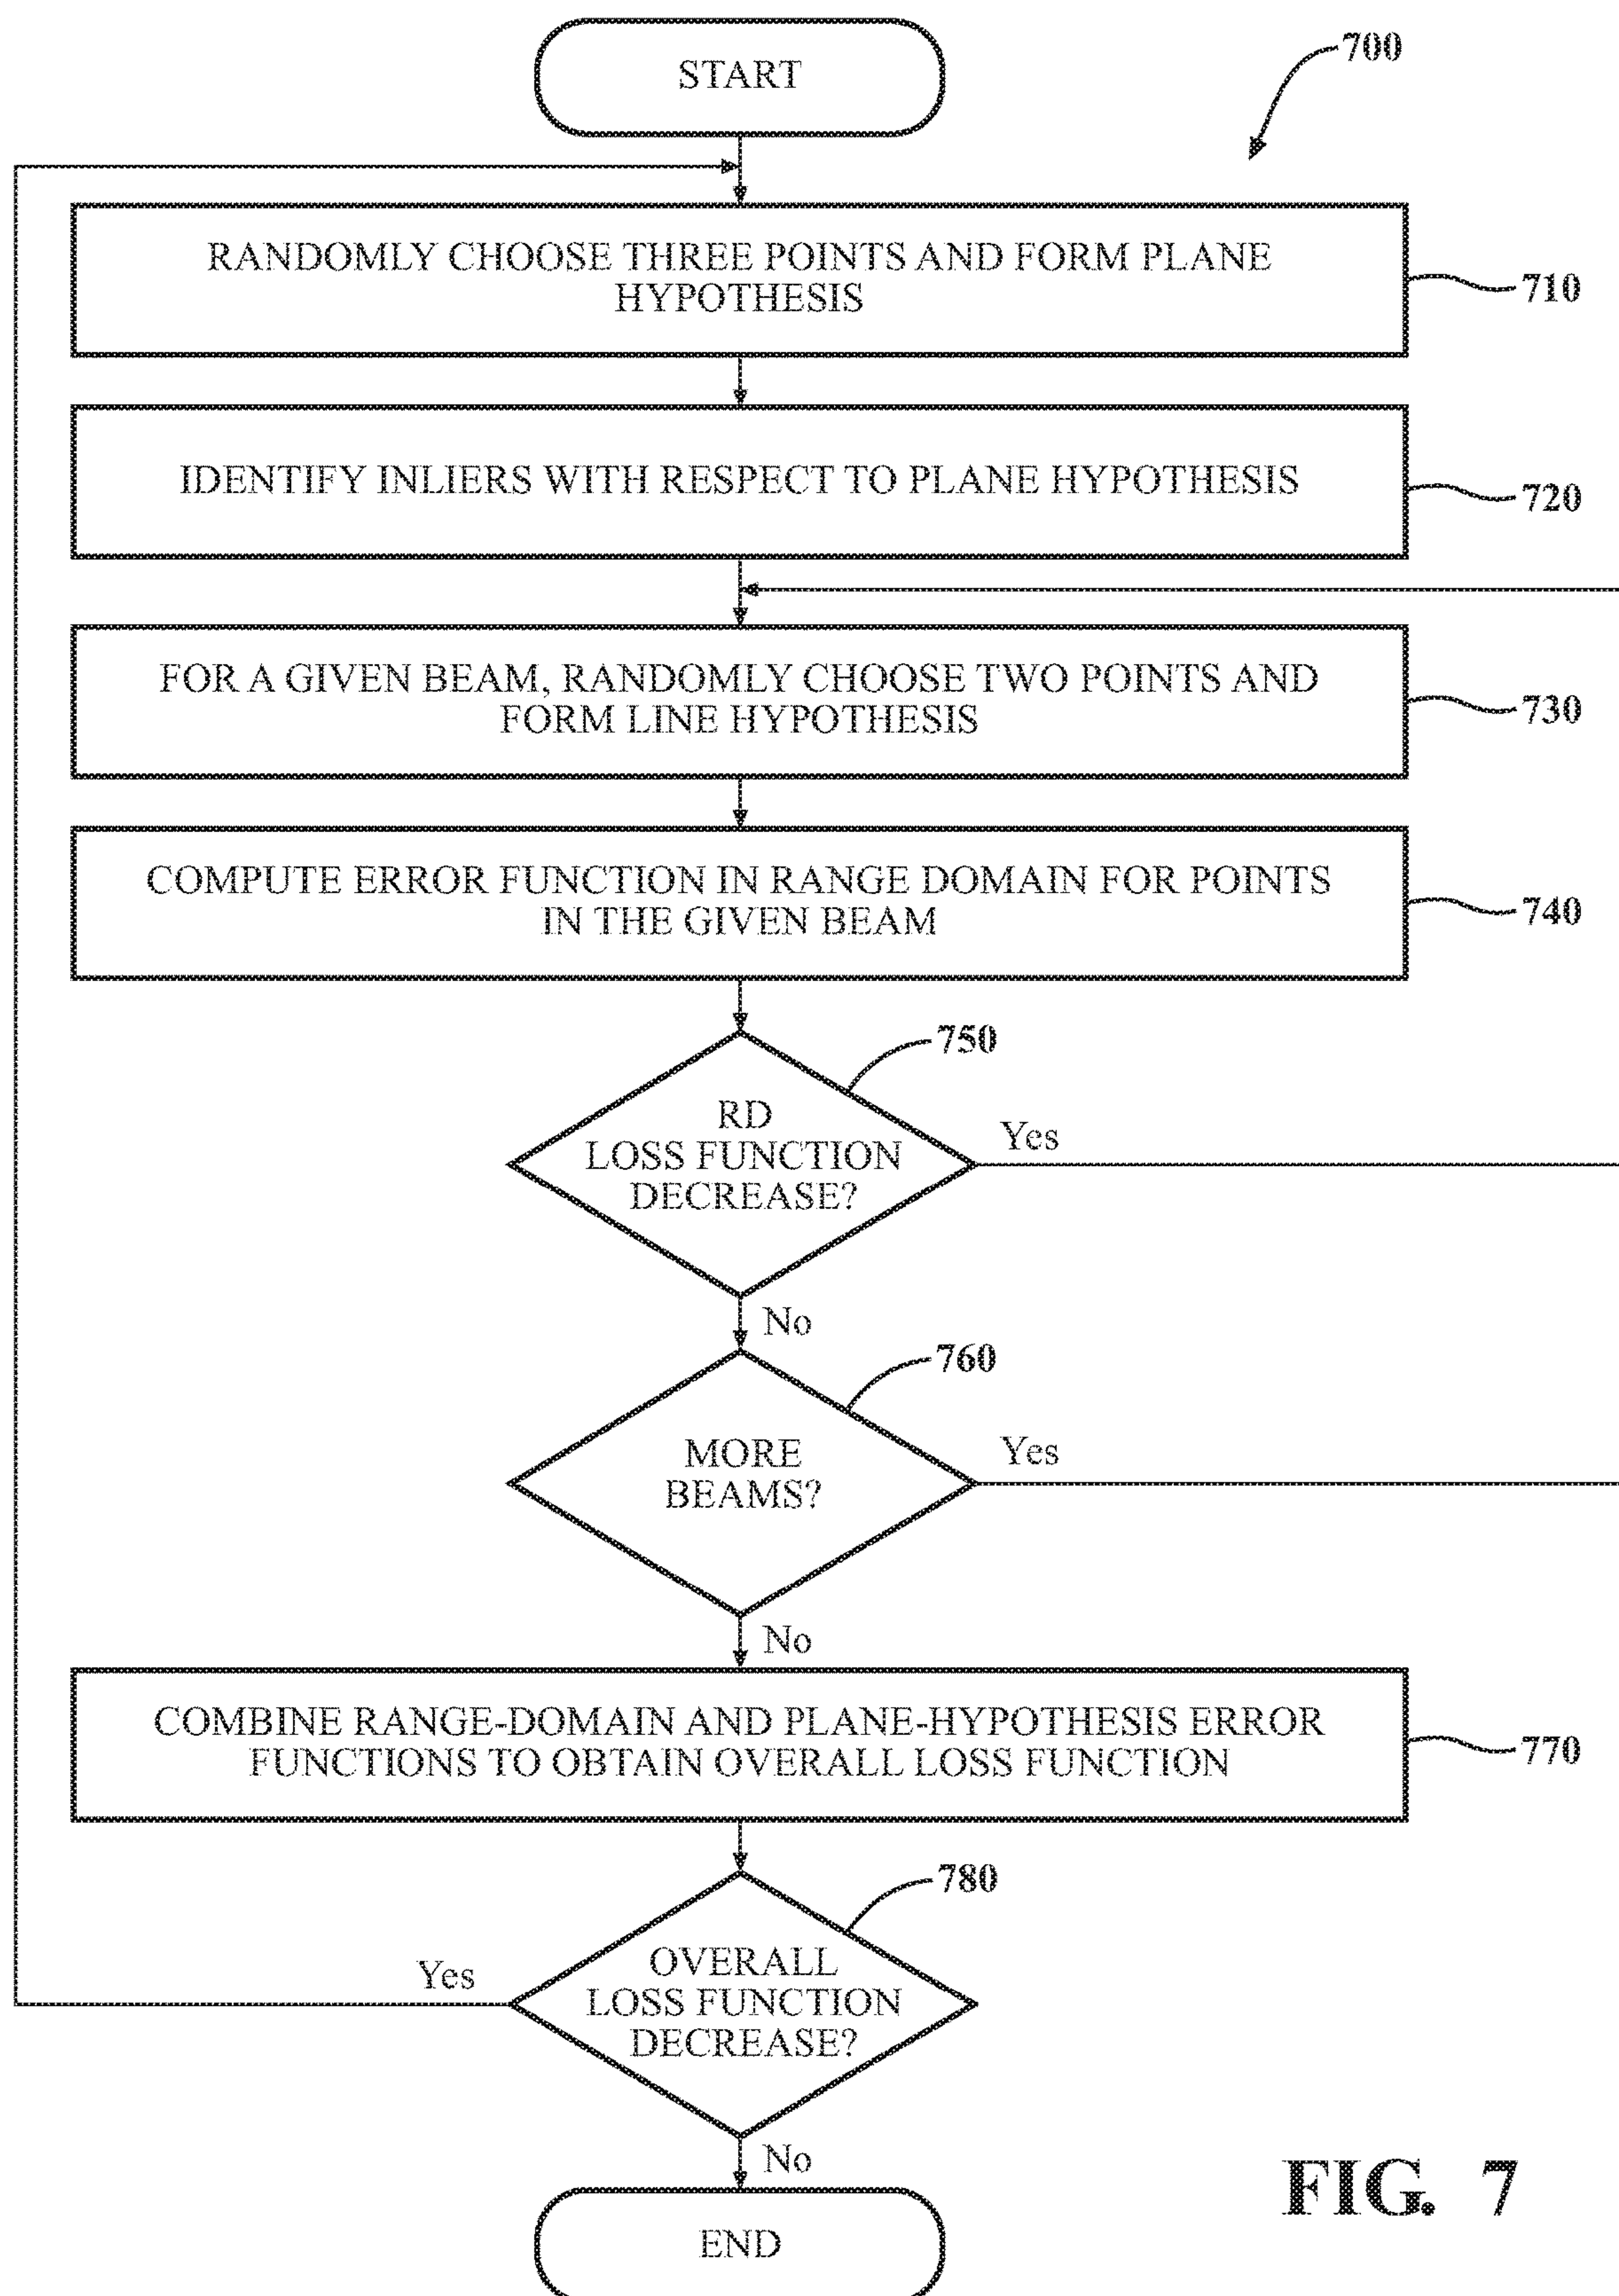 START
700
RANDOMLY CHOOSE THREE POINTS AND FORM PLANE
HYPOTHESIS
710
IDENTIFY INLIERS WITH RESPECT TO PLANE HYPOTHESIS
720
FOR A GIVEN BEAM, RANDOMLY CHOOSE TWO POINTS AND
FORM LINE HYPOTHESIS
730
COMPUTE ERROR FUNCTION IN RANGE DOMAIN FOR POINTS
IN THE GIVEN BEAM
740
750
RD
LOSS FUNCTION
DECREASE?
Yes
No
760
MORE
BEAMS?
Yes
No
COMBINE RANGE-DOMAIN AND PLANE-HYPOTHESIS ERROR
FUNCTIONS TO OBTAIN OVERALL LOSS FUNCTION
770
780
OVERALL
LOSS FUNCTION
DECREASE?
Yes
No
END
FIG. 7